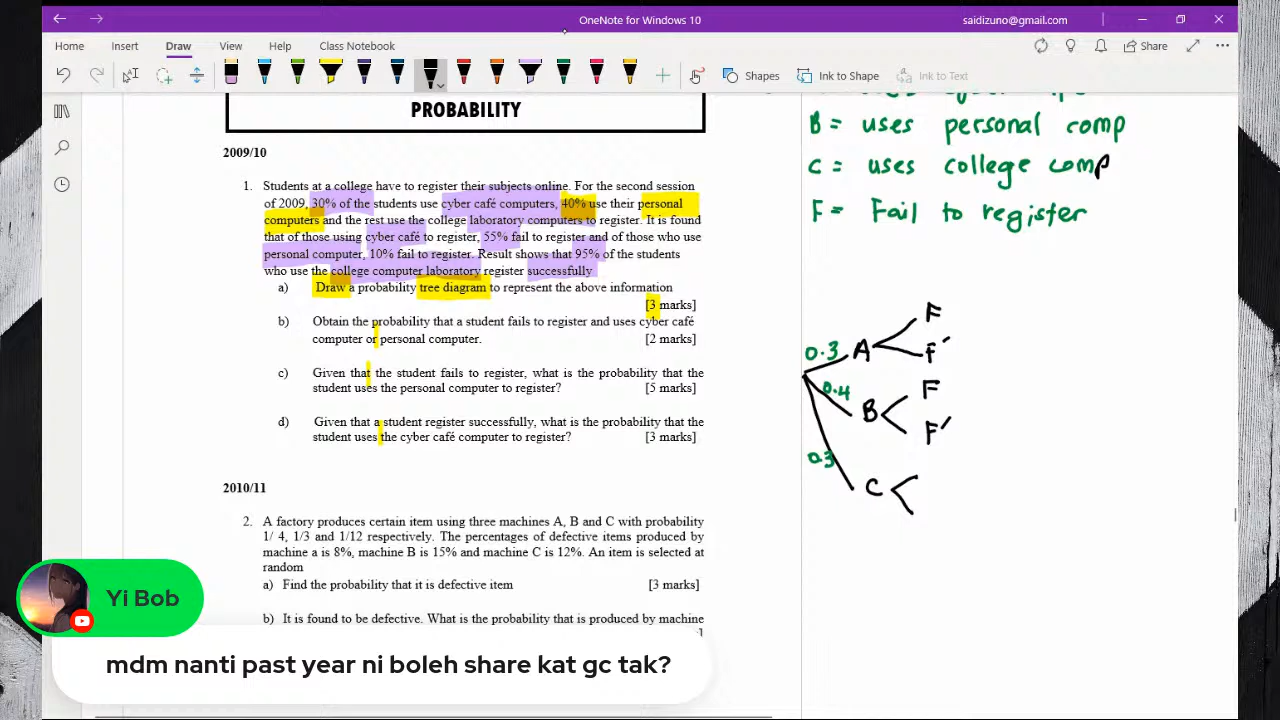 OneNote for Windows 10
saidizuno@gmail.com
Home Insert Draw View Help Class Notebook
Share
Shapes Ink to Shape Ink to Text
PROBABILITY
2009/10
1. Students at a college have to register their subjects online. For the second session
of 2009, 30% of the students use cyber café computers, 40% use their personal
computers and the rest use the college laboratory computers to register. It is found
that of those using cyber café to register, 55% fail to register and of those who use
personal computer, 10% fail to register. Result shows that 95% of the students
who use the college computer laboratory register successfully
a) Draw a probability tree diagram to represent the above information
[3 marks]
b) Obtain the probability that a student fails to register and uses cyber café
computer or personal computer. [2 marks]
c) Given that the student fails to register, what is the probability that the
student uses the personal computer to register? [5 marks]
d) Given that a student register successfully, what is the probability that the
student uses the cyber café computer to register? [3 marks]
2010/11
2. A factory produces certain item using three machines A, B and C with probability
1/ 4, 1/3 and 1/12 respectively. The percentages of defective items produced by
machine a is 8%, machine B is 15% and machine C is 12%. An item is selected at
random
a) Find the probability that it is defective item [3 marks]
b) It is found to be defective. What is the probability that is produced by machine
B = uses personal comp
C = uses college comp
F = Fail to register
F
0.3 A
F'
F
0.4
B
F'
0.3
C
Yi Bob
mdm nanti past year ni boleh share kat gc tak?